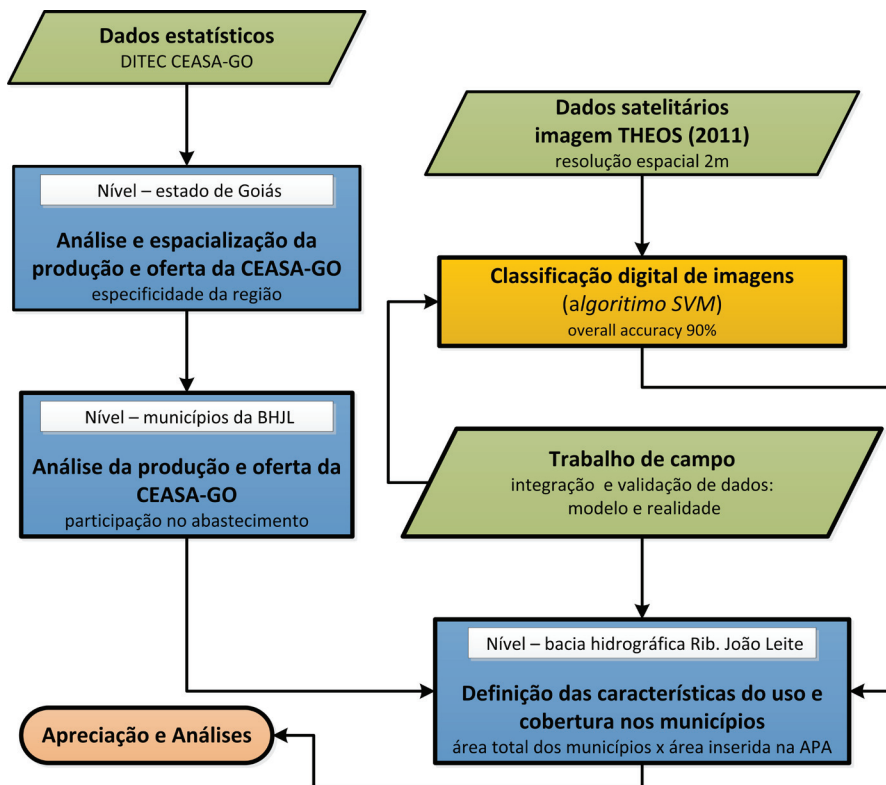 Dados estatísticos
DITEC CEASA-GO
Nível – estado de Goiás
Análise e espacialização da
produção e oferta da CEASA-GO
especificidade da região
Nível – municípios da BHJL
Análise da produção e oferta da
CEASA-GO
participação no abastecimento
Apreciação e Análises
Dados satelitários
imagem THEOS (2011)
resolução espacial 2m
Classificação digital de imagens
(algoritimo SVM)
overall accuracy 90%
Trabalho de campo
integração e validação de dados:
modelo e realidade
Nível – bacia hidrográfica Rib. João Leite
Definição das características do uso e
cobertura nos municípios
área total dos municípios x área inserida na APA